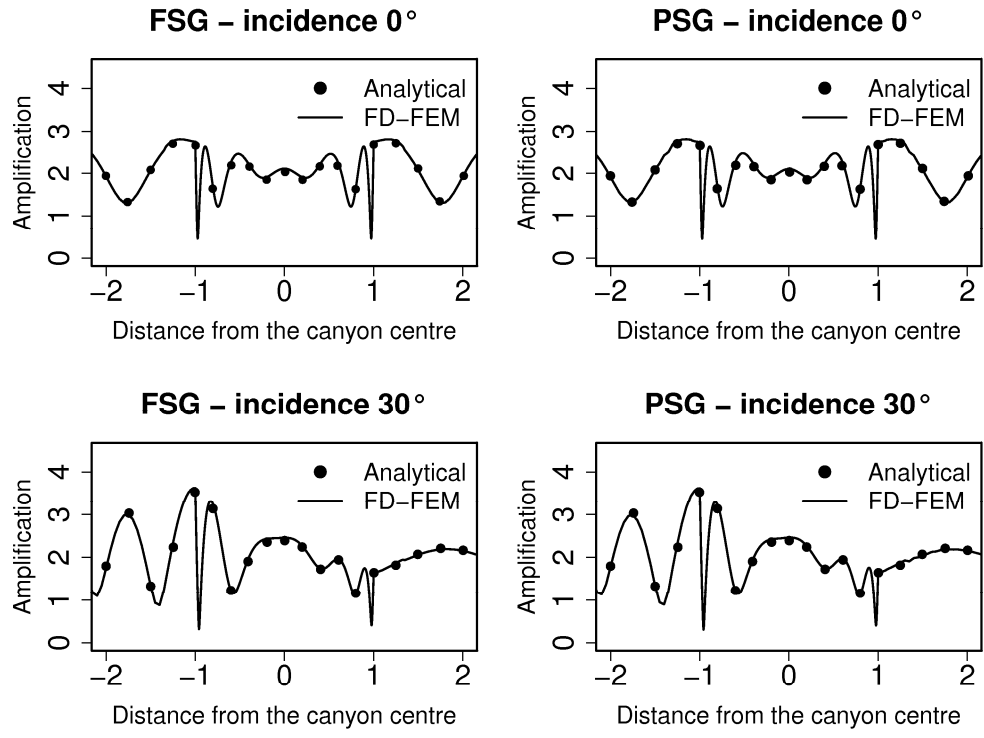 FSG – incidence 0°
Amplification
4
3
2
1
0
Analytical
FD–FEM
–2 –1 0 1 2
Distance from the canyon centre
PSG – incidence 0°
Amplification
4
3
2
1
0
Analytical
FD–FEM
–2 –1 0 1 2
Distance from the canyon centre
FSG – incidence 30°
Amplification
4
3
2
1
0
Analytical
FD–FEM
–2 –1 0 1 2
Distance from the canyon centre
PSG – incidence 30°
Amplification
4
3
2
1
0
Analytical
FD–FEM
–2 –1 0 1 2
Distance from the canyon centre